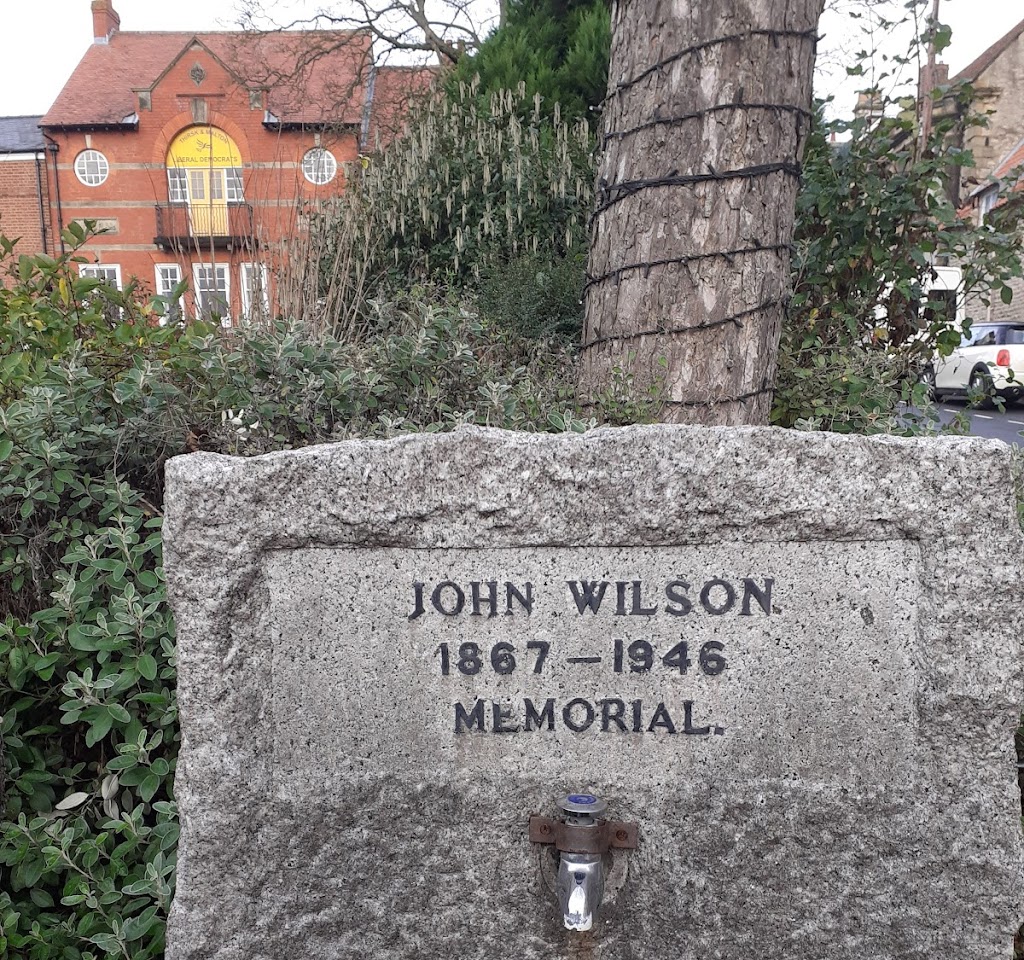 LIBERAL DEMOCRATS
JOHN WILSON
1867 – 1946
MEMORIAL.